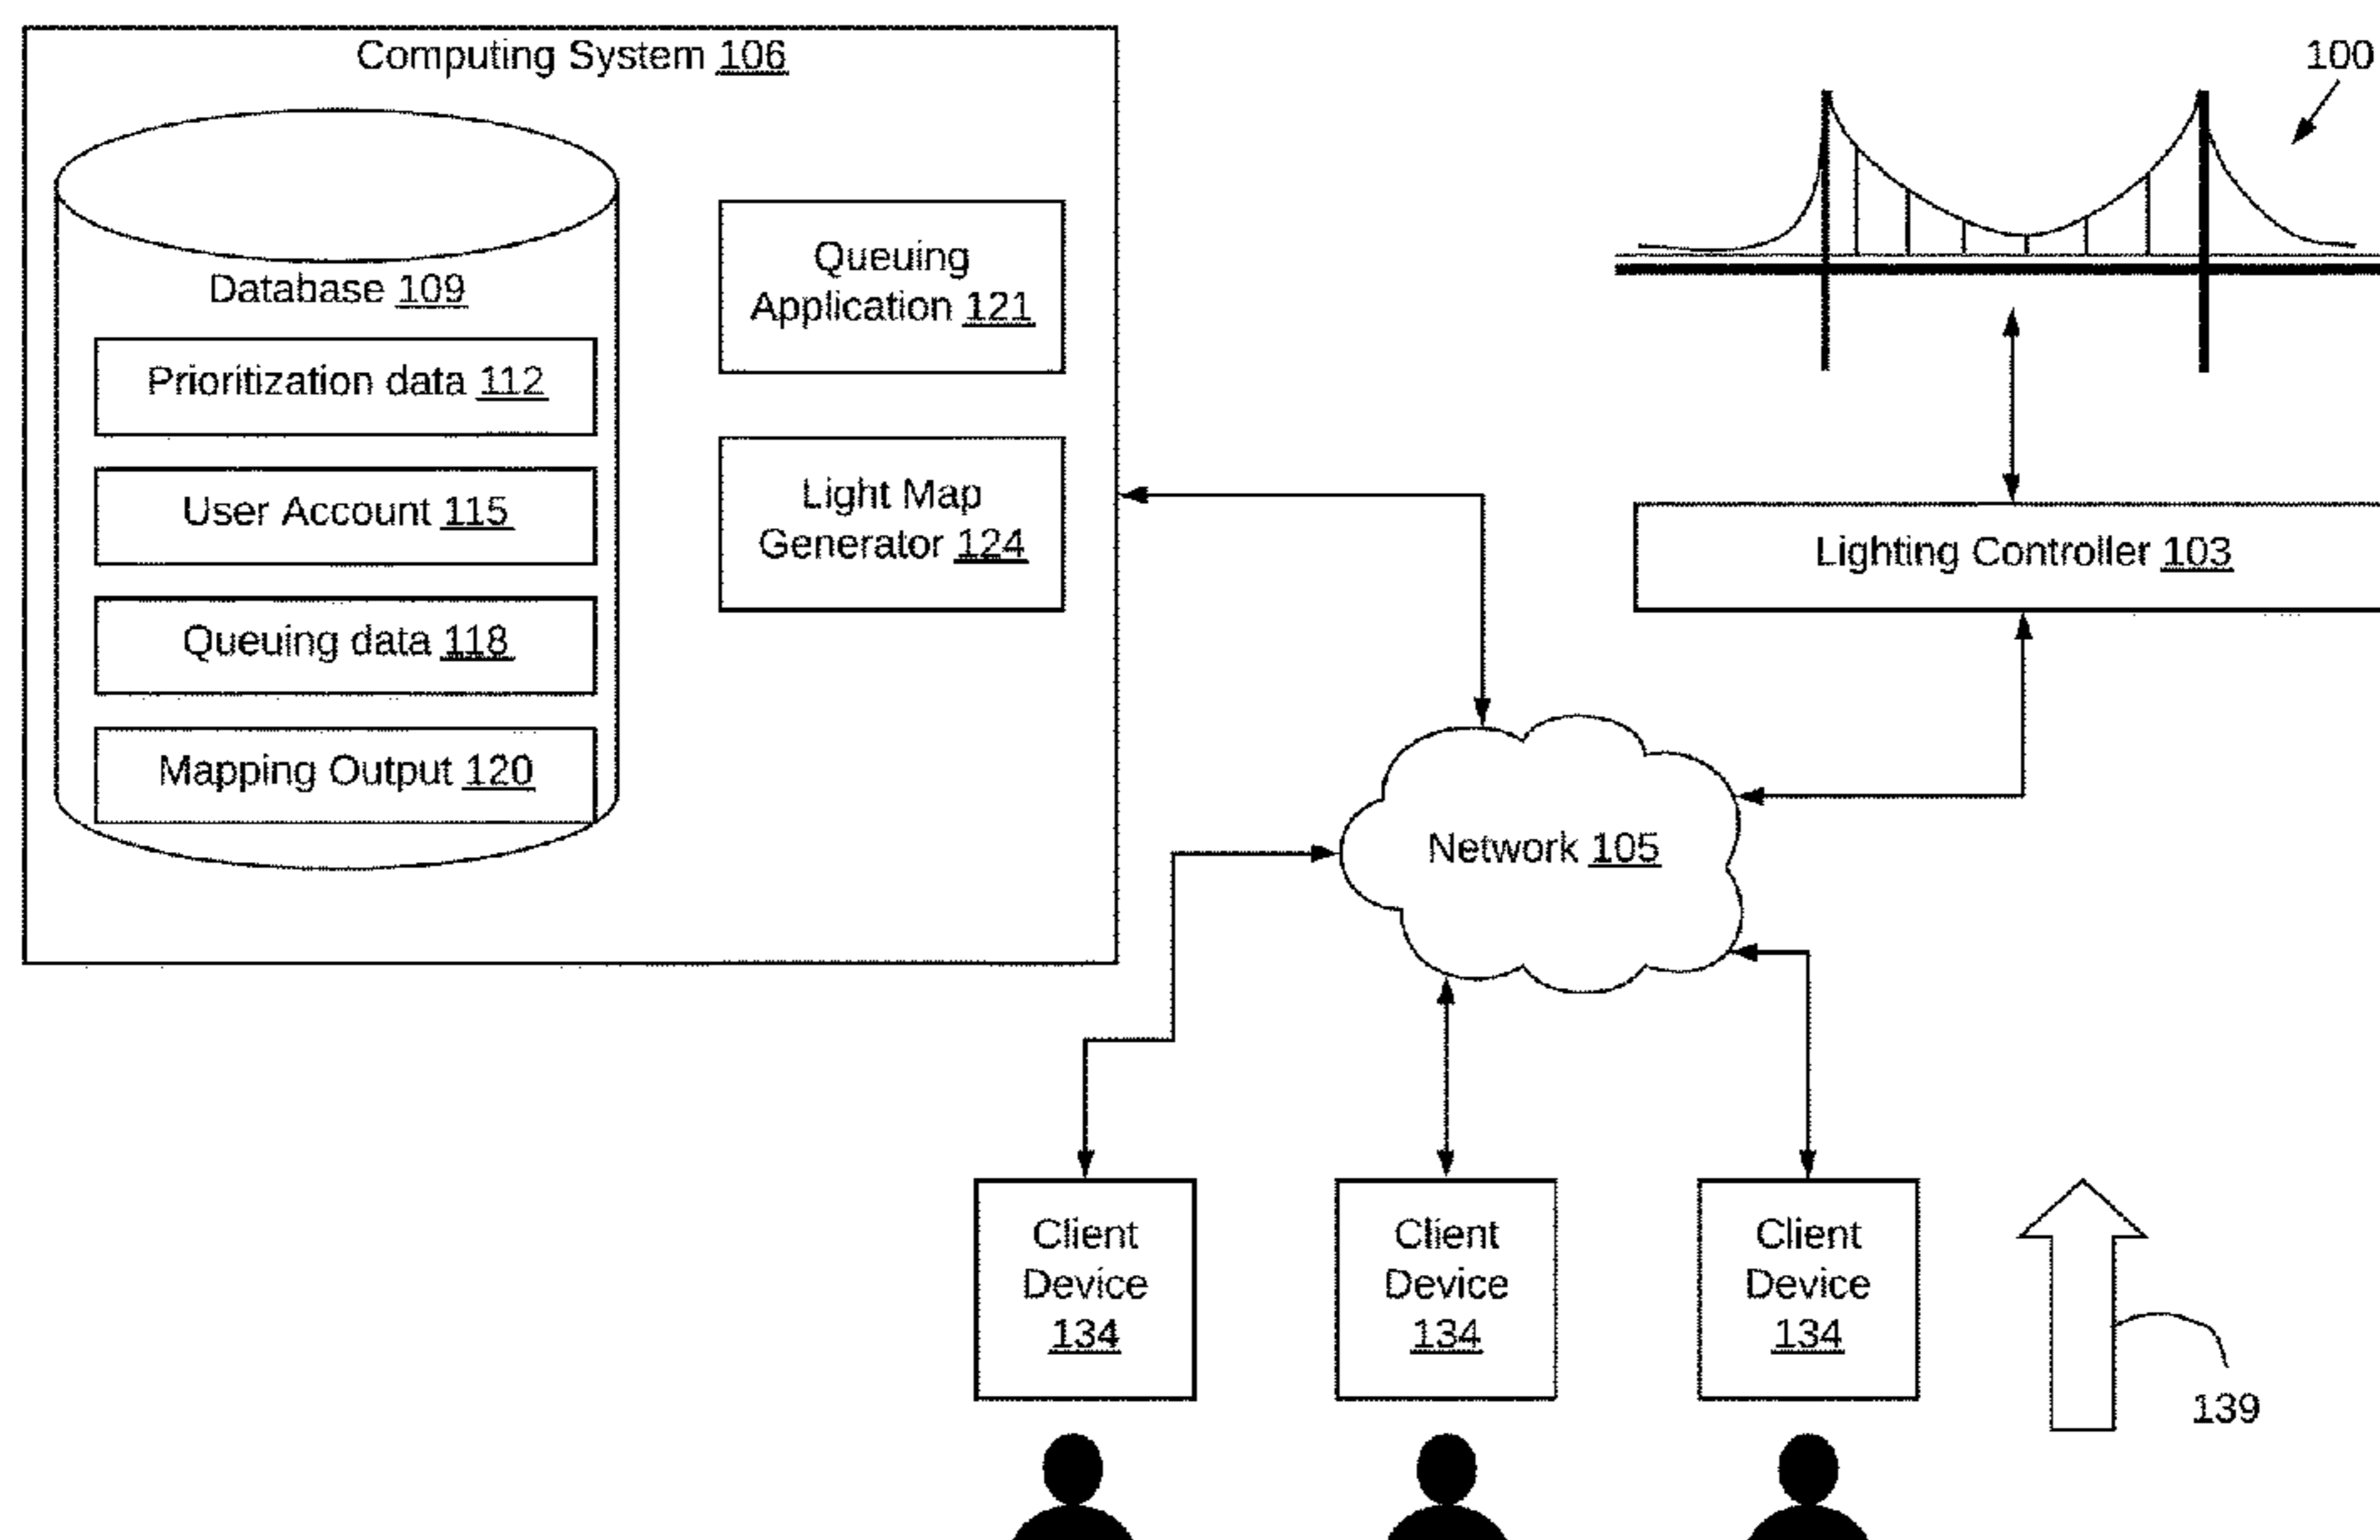 Computing System 106
100
Database 109
Prioritization data 112
User Account 115
Queuing data 118
Mapping Output 120
Queuing
Application 121
Light Map
Generator 124
Lighting Controller 103
Network 105
Client
Device
134
Client
Device
134
Client
Device
134
139